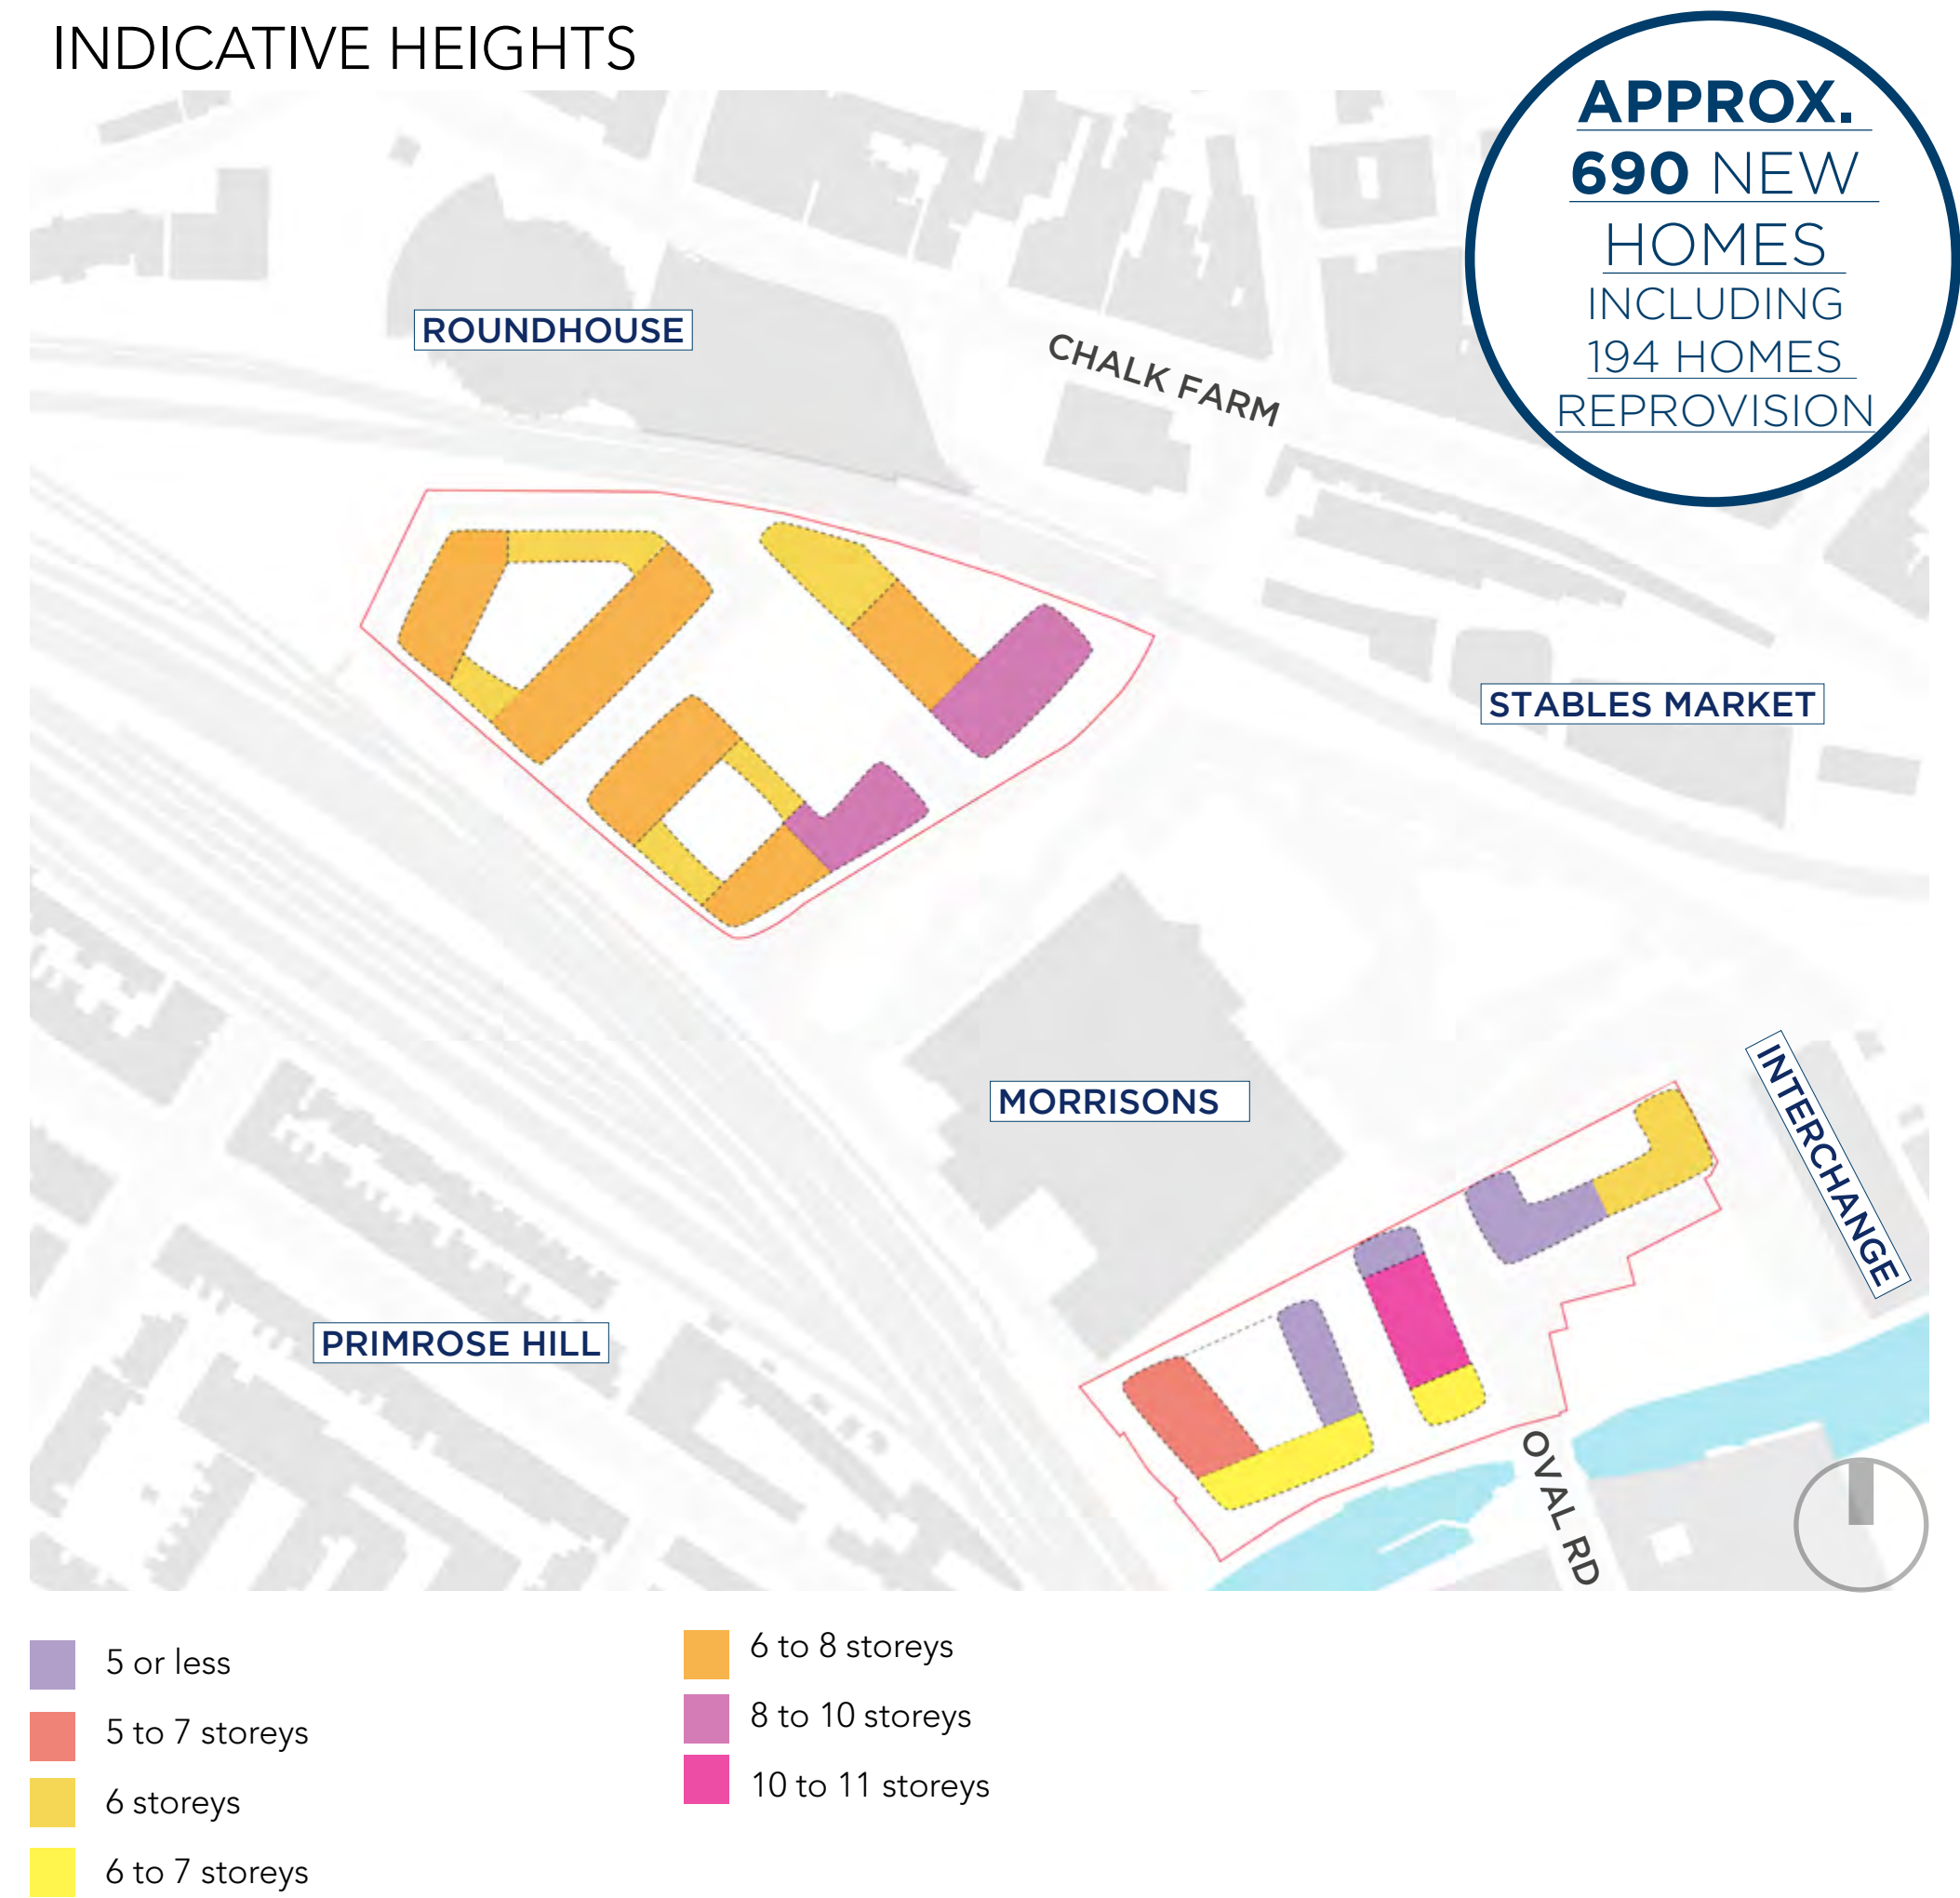 INDICATIVE HEIGHTS
APPROX.
690 NEW
HOMES
INCLUDING
194 HOMES
REPROVISION
ROUNDHOUSE
CHALK FARM
STABLES MARKET
MORRISONS
INTERCHANGE
PRIMROSE HILL
OVAL RD
5 or less
5 to 7 storeys
6 storeys
6 to 7 storeys
6 to 8 storeys
8 to 10 storeys
10 to 11 storeys